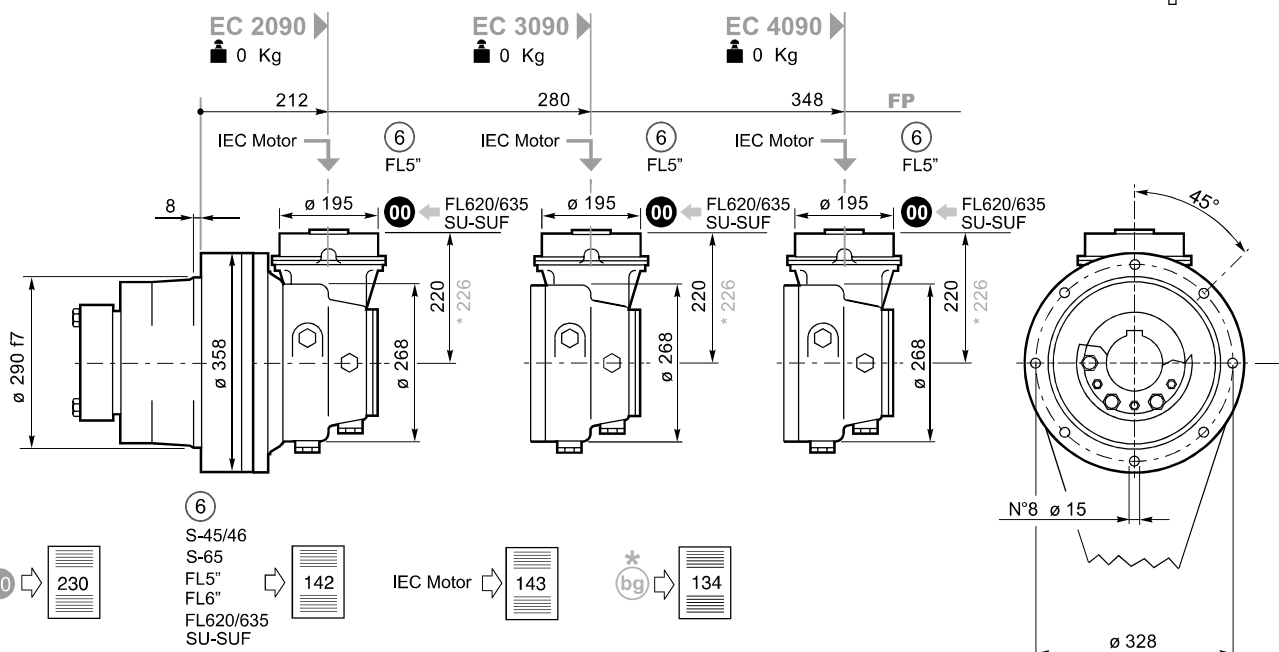 EC 2090 EC 3090 EC 4090
0 Kg 0 Kg 0 Kg
212 280 348 FP
IEC Motor 6 IEC Motor 6 IEC Motor 6
FL5" FL5" FL5"
8 ø 195 00 FL620/635 ø 195 00 FL620/635 ø 195 00 FL620/635 45°
SU-SUF SU-SUF SU-SUF
ø 290 f7 ø 358 ø 268 220 * 226 ø 268 220 * 226 ø 268 220 * 226
N°8 ø 15
6
S-45/46
S-65
FL5"
FL6"
FL620/635
SU-SUF
230 142 IEC Motor 143 * bg 134
ø 328